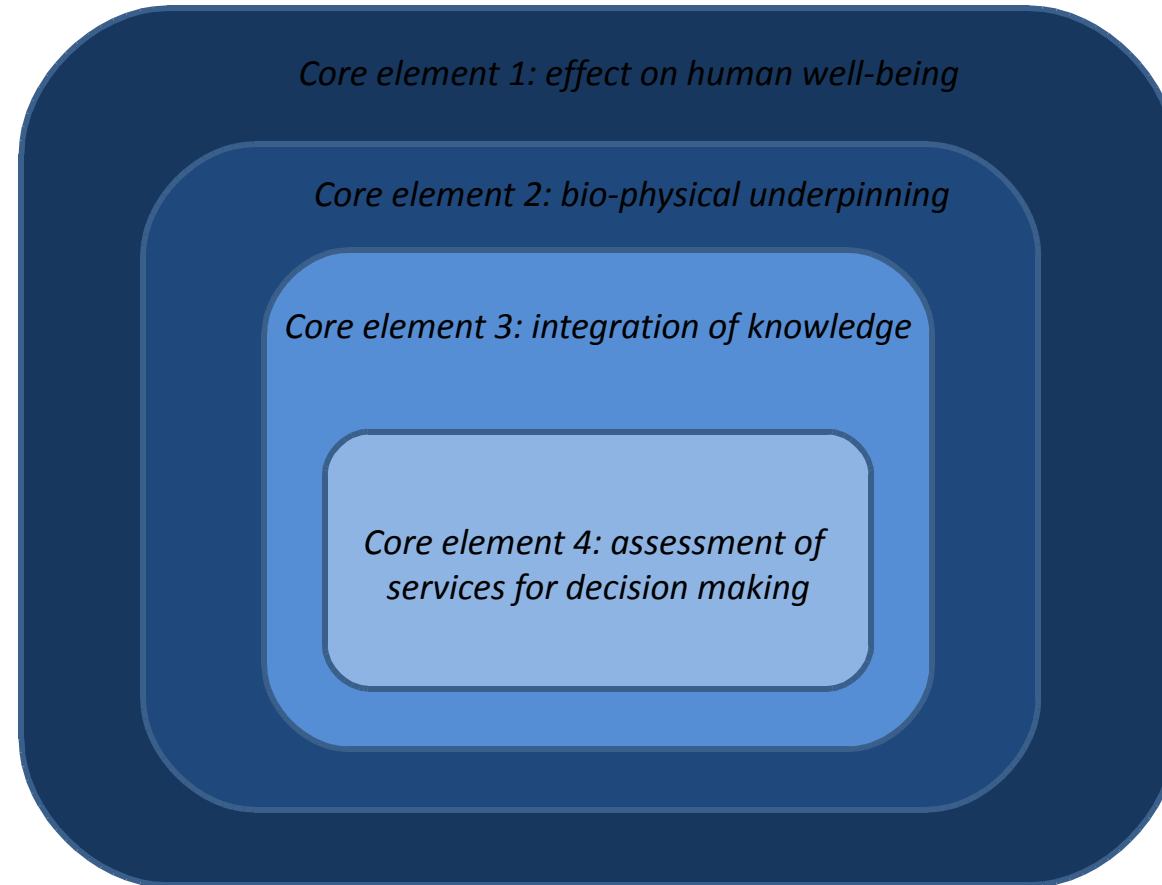 Core element 1: effect on human well-being
Core element 2: bio-physical underpinning
Core element 3: integration of knowledge
Core element 4: assessment of
services for decision making